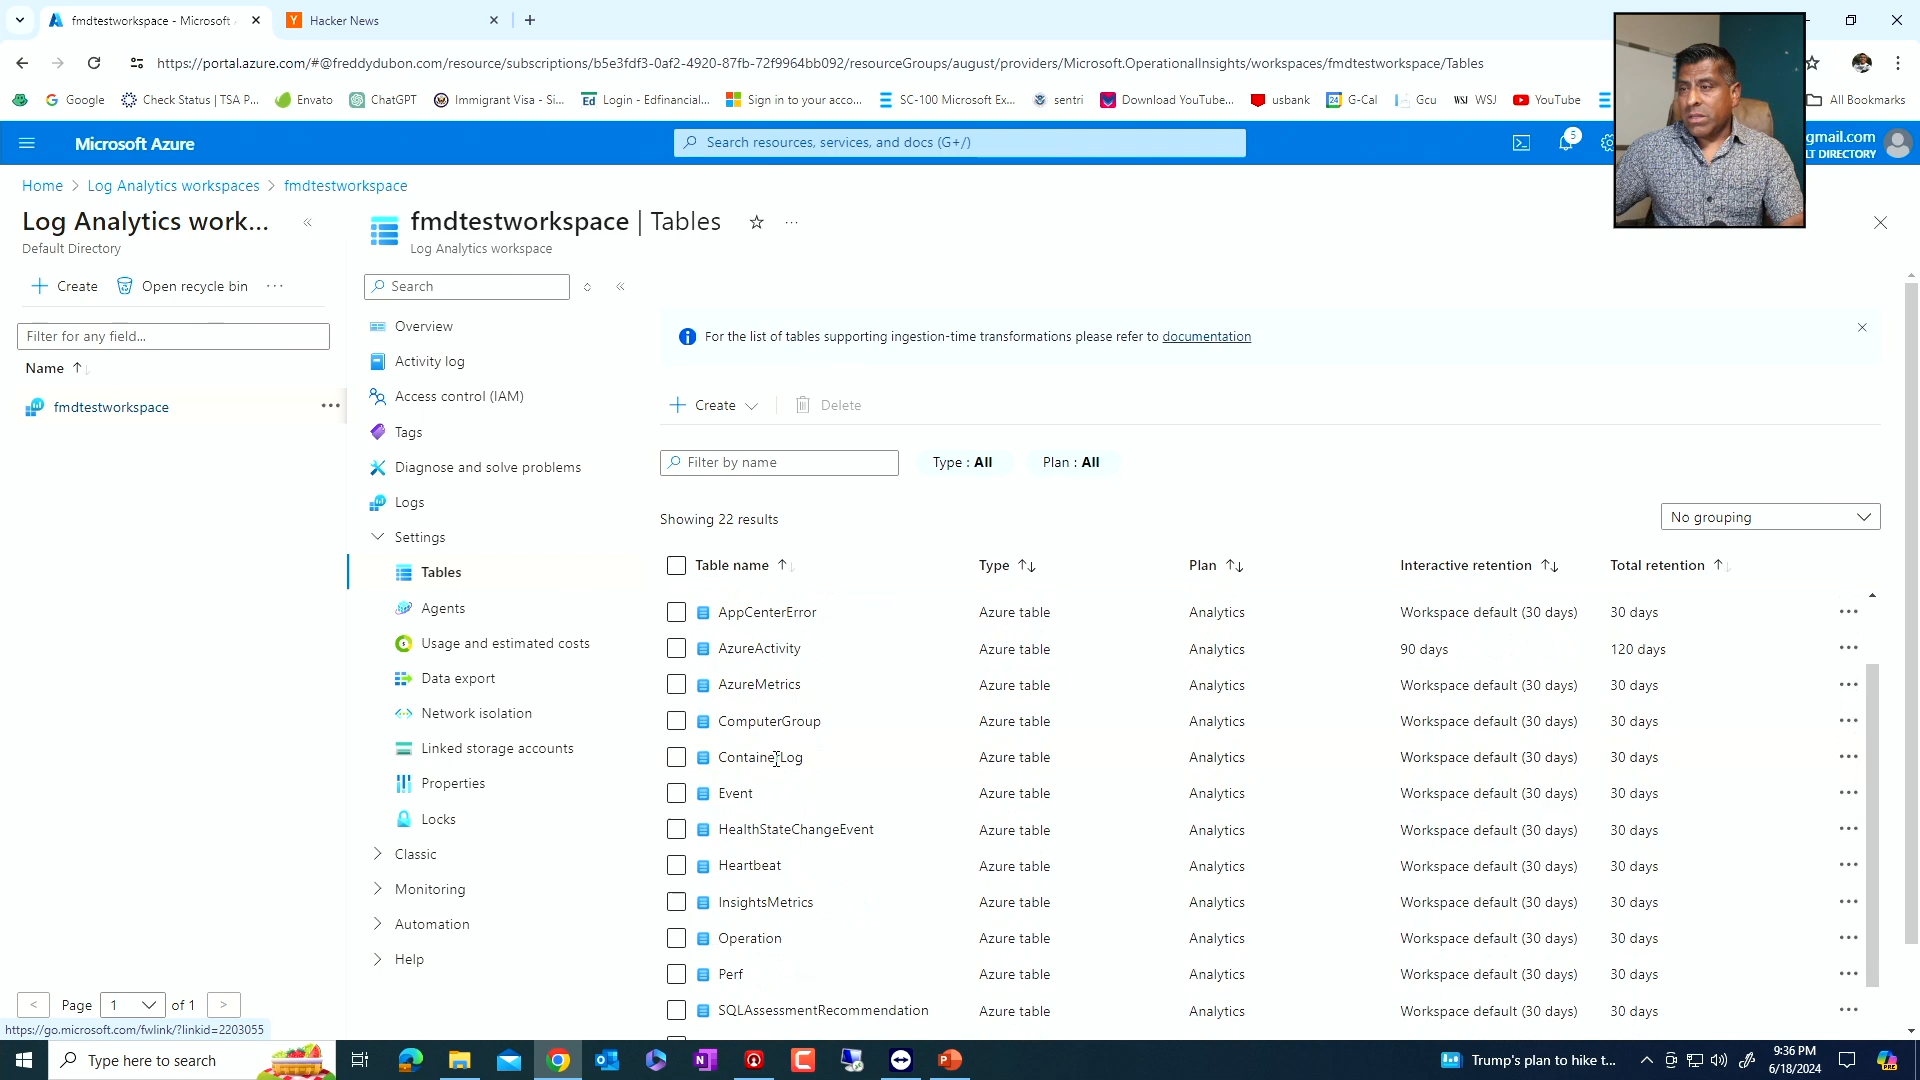 fmdtestworkspace - Microsoft
Hacker News
https://portal.azure.com/#@freddydubon.com/resource/subscriptions/b5e3fdf3-0af2-4920-87fb-72f9964bb092/resourceGroups/august/providers/Microsoft.OperationalInsights/workspaces/fmdtestworkspace/Tables
Google
Check Status | TSA P...
Envato
ChatGPT
Immigrant Visa - Si...
Login - Edfinancial...
Sign in to your acco...
SC-100 Microsoft Ex...
sentri
Download YouTube...
usbank
G-Cal
Gcu
WSJ WSJ
YouTube
All Bookmarks
Microsoft Azure
Search resources, services, and docs (G+/)
5
gmail.com
LT DIRECTORY
Home > Log Analytics workspaces > fmdtestworkspace
Log Analytics work...
Default Directory
Create
Open recycle bin
Filter for any field...
Name
fmdtestworkspace
Page 1 of 1
https://go.microsoft.com/fwlink/?linkid=2203055
fmdtestworkspace | Tables
Log Analytics workspace
Search
Overview
Activity log
Access control (IAM)
Tags
Diagnose and solve problems
Logs
Settings
Tables
Agents
Usage and estimated costs
Data export
Network isolation
Linked storage accounts
Properties
Locks
Classic
Monitoring
Automation
Help
For the list of tables supporting ingestion-time transformations please refer to documentation
Create
Delete
Filter by name
Type : All
Plan : All
Showing 22 results
No grouping
Table name Type Plan Interactive retention Total retention
AppCenterError Azure table Analytics Workspace default (30 days) 30 days
AzureActivity Azure table Analytics 90 days 120 days
AzureMetrics Azure table Analytics Workspace default (30 days) 30 days
ComputerGroup Azure table Analytics Workspace default (30 days) 30 days
ContainerLog Azure table Analytics Workspace default (30 days) 30 days
Event Azure table Analytics Workspace default (30 days) 30 days
HealthStateChangeEvent Azure table Analytics Workspace default (30 days) 30 days
Heartbeat Azure table Analytics Workspace default (30 days) 30 days
InsightsMetrics Azure table Analytics Workspace default (30 days) 30 days
Operation Azure table Analytics Workspace default (30 days) 30 days
Perf Azure table Analytics Workspace default (30 days) 30 days
SQLAssessmentRecommendation Azure table Analytics Workspace default (30 days) 30 days
Type here to search
Trump's plan to hike t...
9:36 PM
6/18/2024